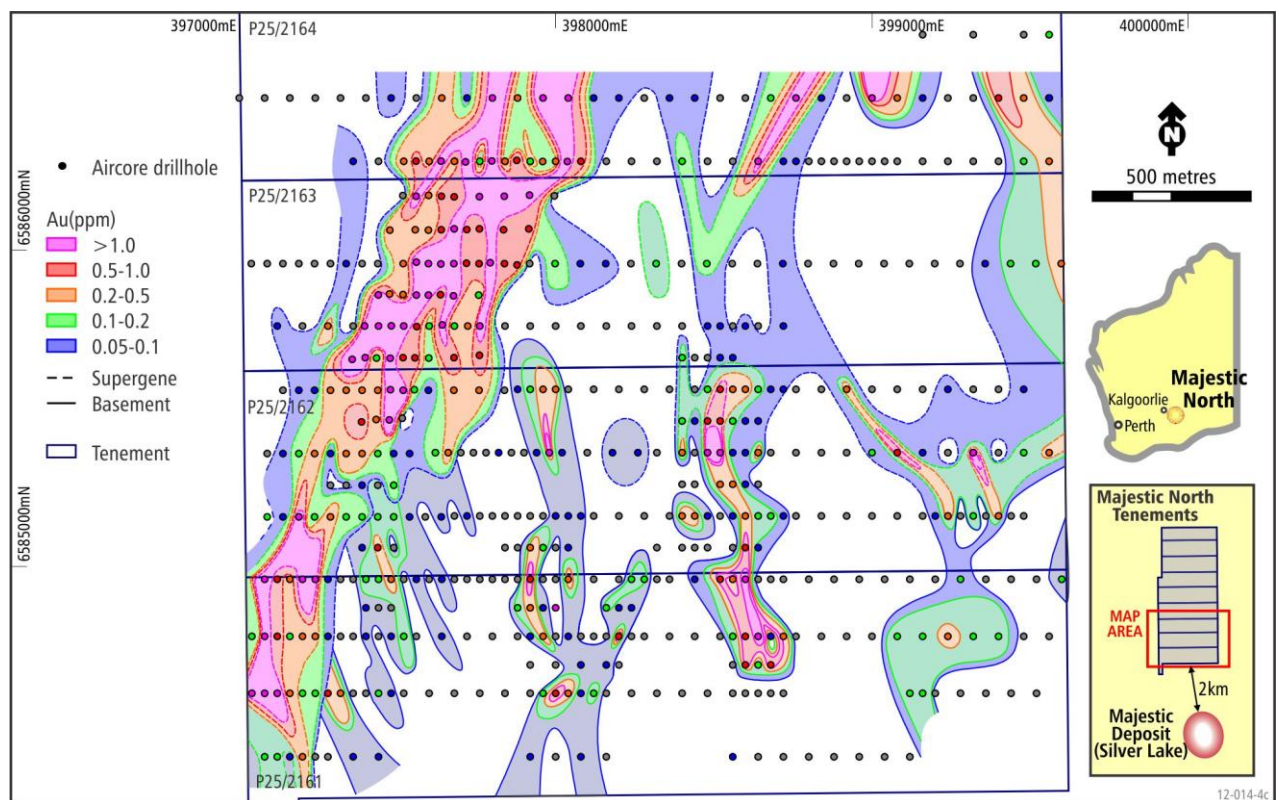 397000mE
398000mE
399000mE
400000mE
P25/2164
P25/2163
P25/2162
P25/2161
6586000mN
6585000mN
Aircore drillhole
Au(ppm)
>1.0
0.5-1.0
0.2-0.5
0.1-0.2
0.05-0.1
Supergene
Basement
Tenement
N
500 metres
Majestic
North
Kalgoorlie
Perth
Majestic North
Tenements
MAP
AREA
2km
Majestic
Deposit
(Silver Lake)
12-014-4c